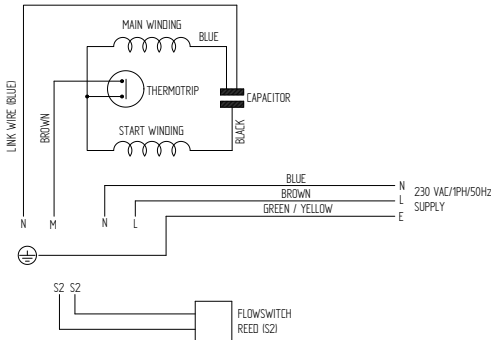 MAIN WINDING
BLUE
LINK WIRE (BLUE)
BROWN
THERMOTRIP
CAPACITOR
BLACK
START WINDING
BLUE
N
BROWN
L
230 VAC/1PH/50Hz
SUPPLY
GREEN / YELLOW
E
N M N L
S2 S2
FLOWSWITCH
REED (S2)